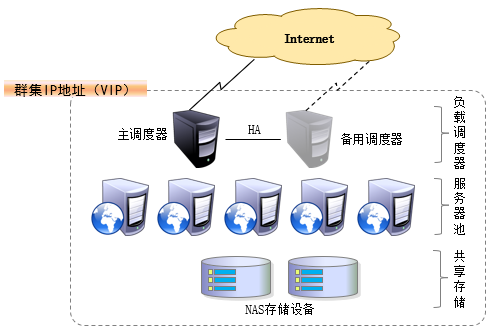 Internet
群集IP地址（VIP）
主调度器
HA
备用调度器
负载调度器
服务器池
共享存储
NAS存储设备